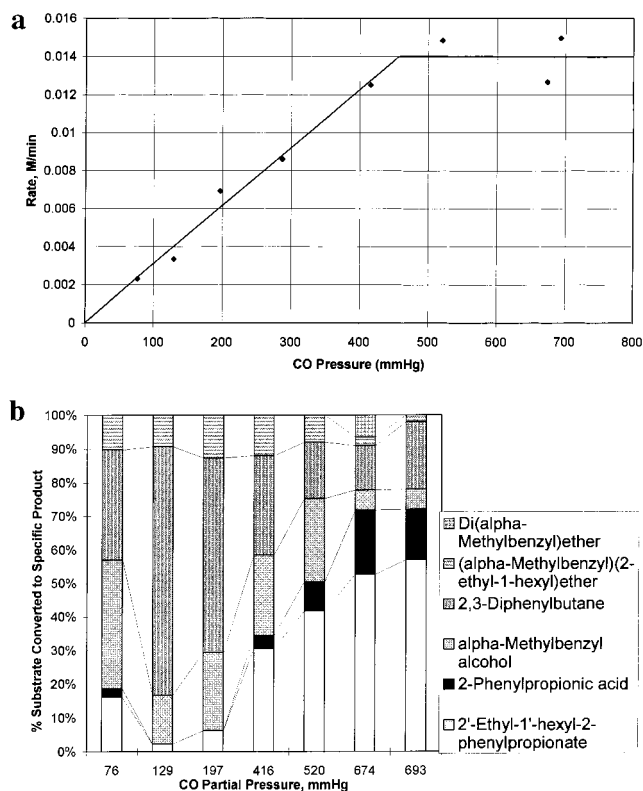 a
0.016
0.014
0.012
0.01
0.008
0.006
0.004
0.002
0
Rate, M/min
0 100 200 300 400 500 600 700 800
CO Pressure (mmHg)
b
100%
90%
80%
70%
60%
50%
40%
30%
20%
10%
0%
% Substrate Converted to Specific Product
76 129 197 416 520 674 693
CO Partial Pressure, mmHg
Di(alpha-
Methylbenzyl)ether
(alpha-Methylbenzyl)(2-
ethyl-1-hexyl)ether
2,3-Diphenylbutane
alpha-Methylbenzyl
alcohol
2-Phenylpropionic acid
2'-Ethyl-1'-hexyl-2-
phenylpropionate